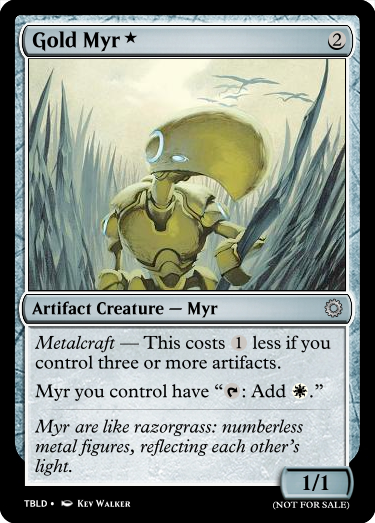 Gold Myr ★ 2
Artifact Creature — Myr
Metalcraft — This costs 1 less if you
control three or more artifacts.
Myr you control have “: Add .”
Myr are like razorgrass: numberless
metal figures, reflecting each other’s
light.
1/1
TBLD • Kev Walker
(NOT FOR SALE)